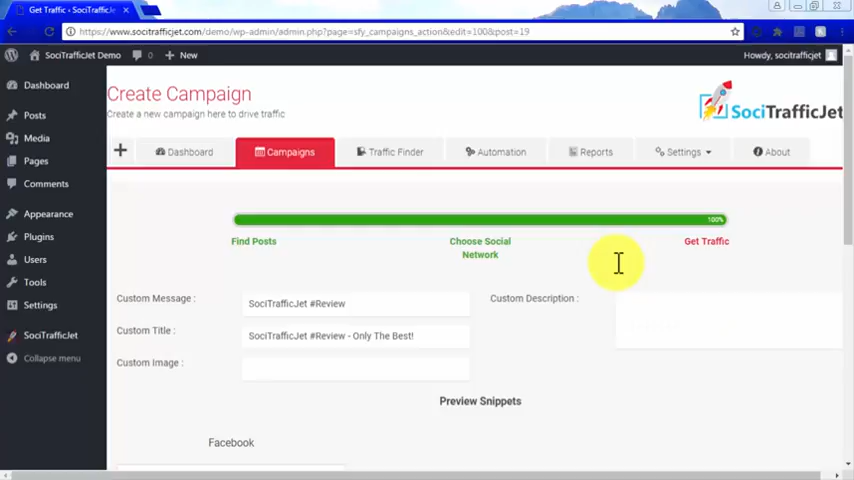 Get Traffic ‹ SociTrafficJet
https://www.socitrafficjet.com/demo/wp-admin/admin.php?page=sfy_campaigns_action&edit=100&post=19
SociTrafficJet Demo
0
New
Howdy, socitrafficjet
Dashboard
Posts
Media
Pages
Comments
Appearance
Plugins
Users
Tools
Settings
SociTrafficJet
Collapse menu
Create Campaign
Create a new campaign here to drive traffic
SociTrafficJet
Dashboard
Campaigns
Traffic Finder
Automation
Reports
Settings
About
100%
Find Posts
Choose Social
Network
Get Traffic
Custom Message :
SociTrafficJet #Review
Custom Description :
Custom Title :
SociTrafficJet #Review - Only The Best!
Custom Image :
Preview Snippets
Facebook